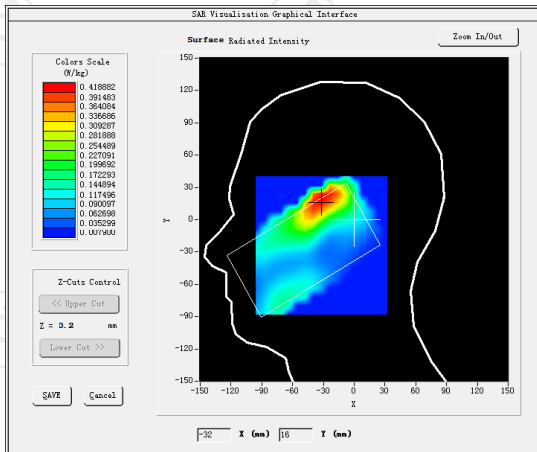 SAR Visualisation Graphical Interface
Surface Radiated Intensity
Zoom In/Out
Colors Scale
(W/kg)
0.418882
0.391483
0.364084
0.336686
0.309287
0.281888
0.254489
0.227091
0.199692
0.172293
0.144894
0.117496
0.090097
0.062698
0.035299
0.007900
Z-Cuts Control
<< Upper Cut
Z = 0.2 mm
Lower Cut >>
SAVE
Cancel
150
120
90
60
30
0
-30
-60
-90
-120
-150
Y
-150 -120 -90 -60 -30 0 30 60 90 120 150
X
-32 X (mm) 16 Y (mm)